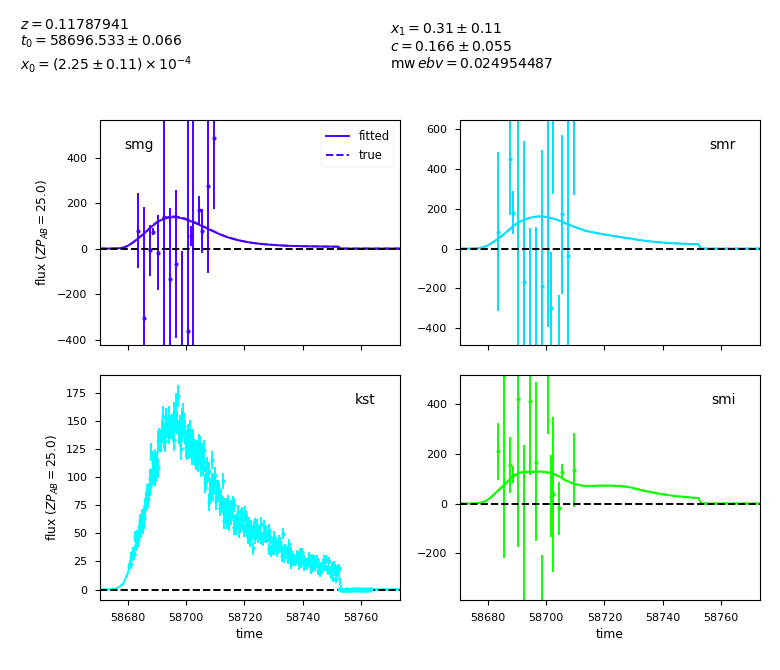 z = 0.11787941
t₀ = 58696.533 ± 0.066
x₀ = (2.25 ± 0.11) × 10⁻⁴
x₁ = 0.31 ± 0.11
c = 0.166 ± 0.055
mw ebv = 0.024954487
smg
fitted
true
400
200
0
−200
−400
flux (ZP_AB = 25.0)
smr
600
400
200
0
−200
−400
kst
175
150
125
100
75
50
25
0
flux (ZP_AB = 25.0)
58680 58700 58720 58740 58760
time
smi
400
200
0
−200
58680 58700 58720 58740 58760
time